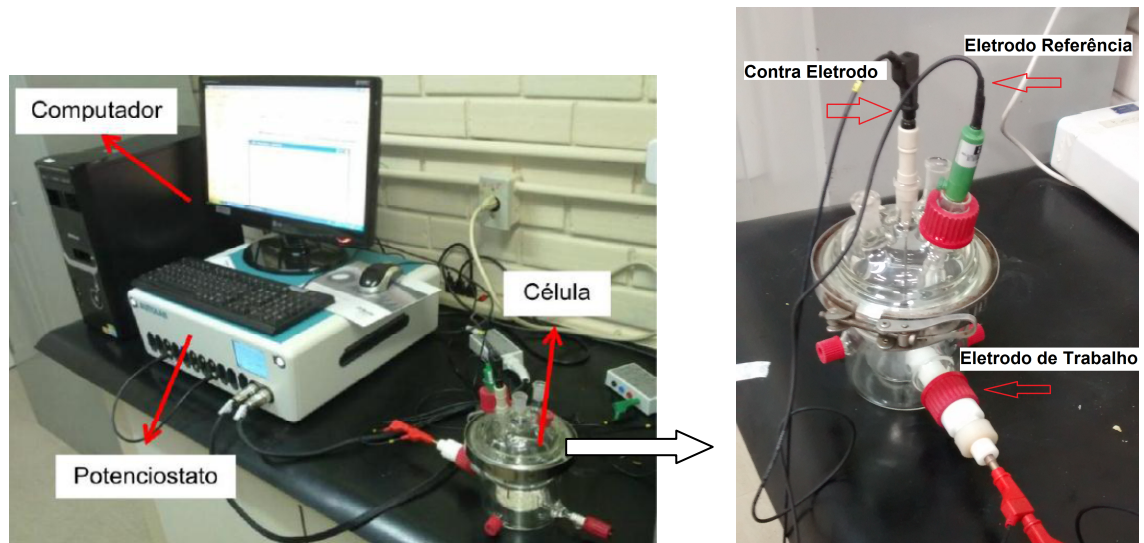 Computador
Célula
Potenciostato
Eletrodo Referência
Contra Eletrodo
Eletrodo de Trabalho